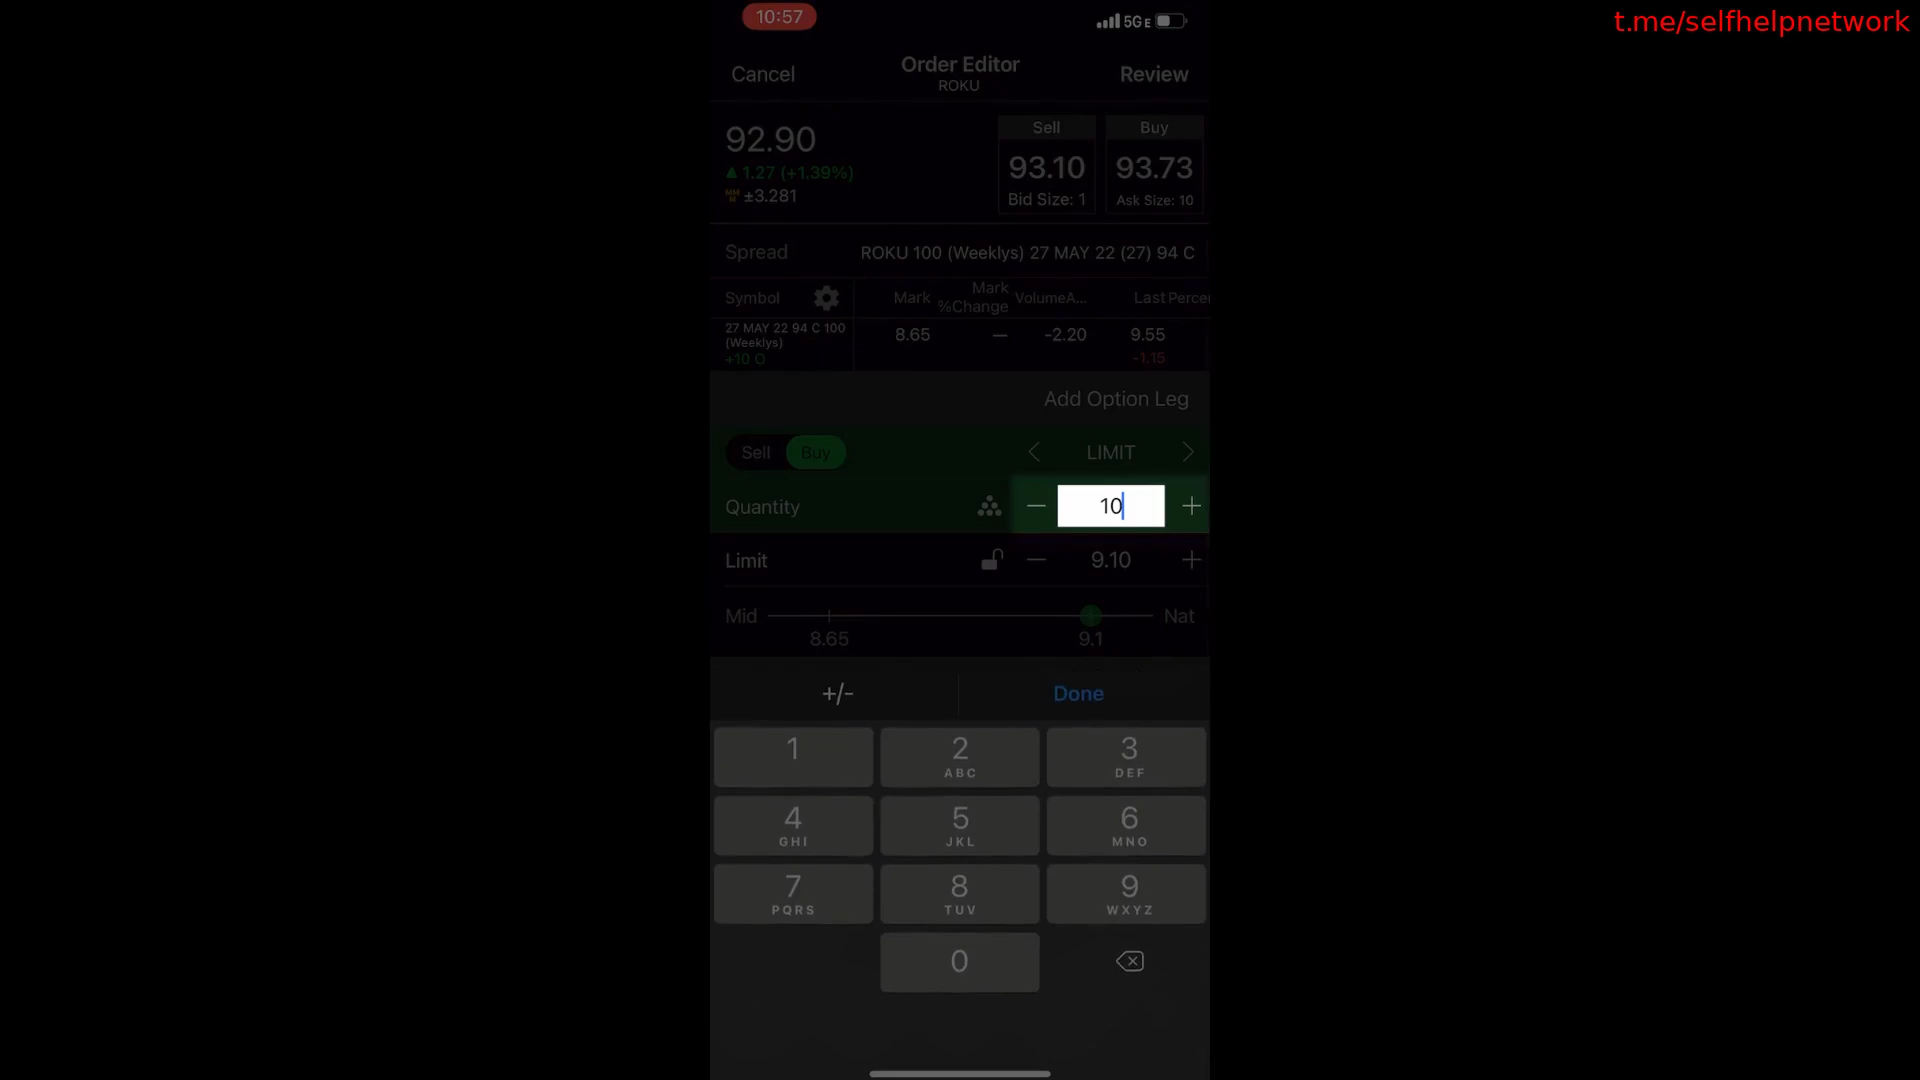 t.me/selfhelpnetwork
10:57
5GE
Cancel
Order Editor
Review
ROKU
92.90
1.27 (+1.39%)
±3.281
Sell
93.10
Bid Size: 1
Buy
93.73
Ask Size: 10
Spread
ROKU 100 (Weeklys) 27 MAY 22 (27) 94 C
Symbol
Mark
Mark
%Change
VolumeA...
Last
Percer
27 MAY 22 94 C 100
(Weeklys)
+10 O
8.65
—
-2.20
9.55
-1.15
Add Option Leg
Sell
Buy
LIMIT
Quantity
10
Limit
9.10
Mid
Nat
8.65
9.1
+/-
Done
1
2
ABC
3
DEF
4
GHI
5
JKL
6
MNO
7
PQRS
8
TUV
9
WXYZ
0